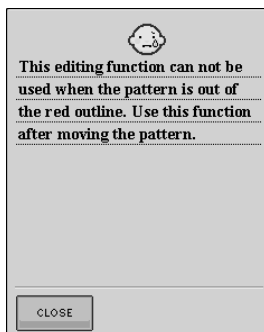 This editing function can not be
used when the pattern is out of
the red outline. Use this function
after moving the pattern.
CLOSE